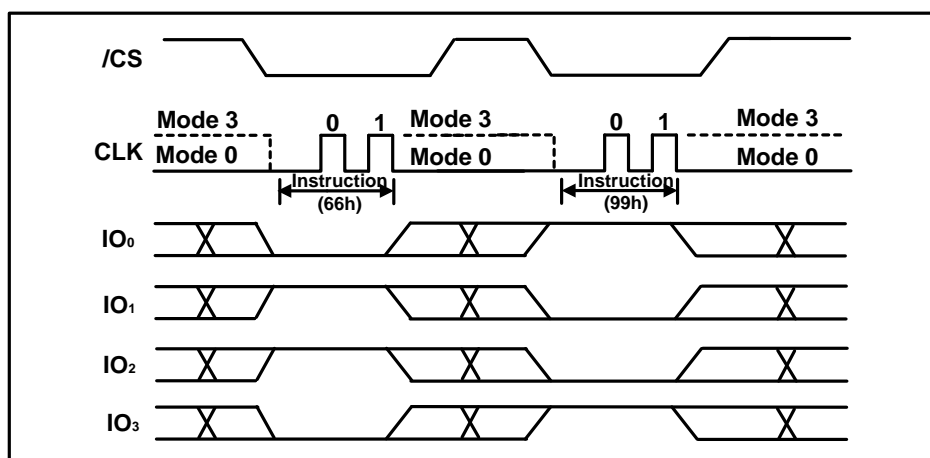 /CS
Mode 3 0 1 Mode 3 0 1 Mode 3
CLK
Mode 0 Mode 0 Mode 0
Instruction Instruction
(66h) (99h)
IO0
IO1
IO2
IO3